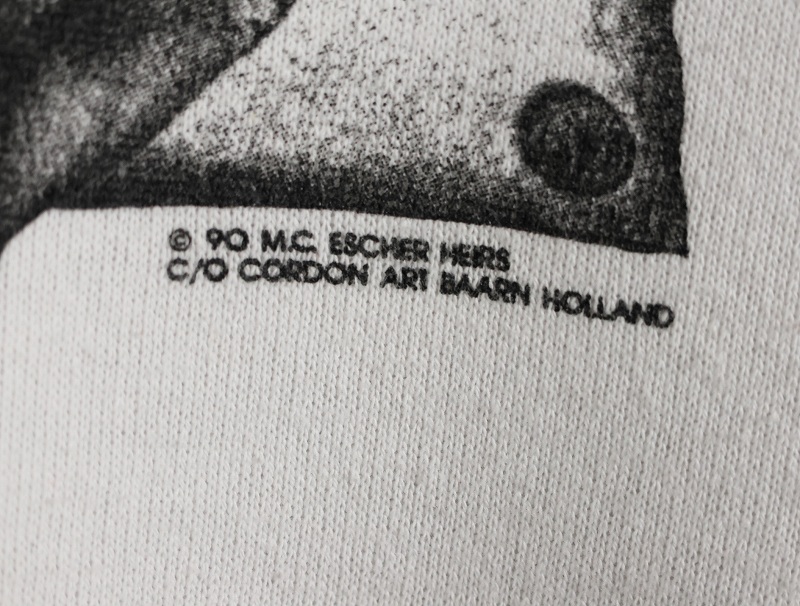 © 90 M.C. ESCHER HEIRS
C/O CORDON ART BAARN HOLLAND